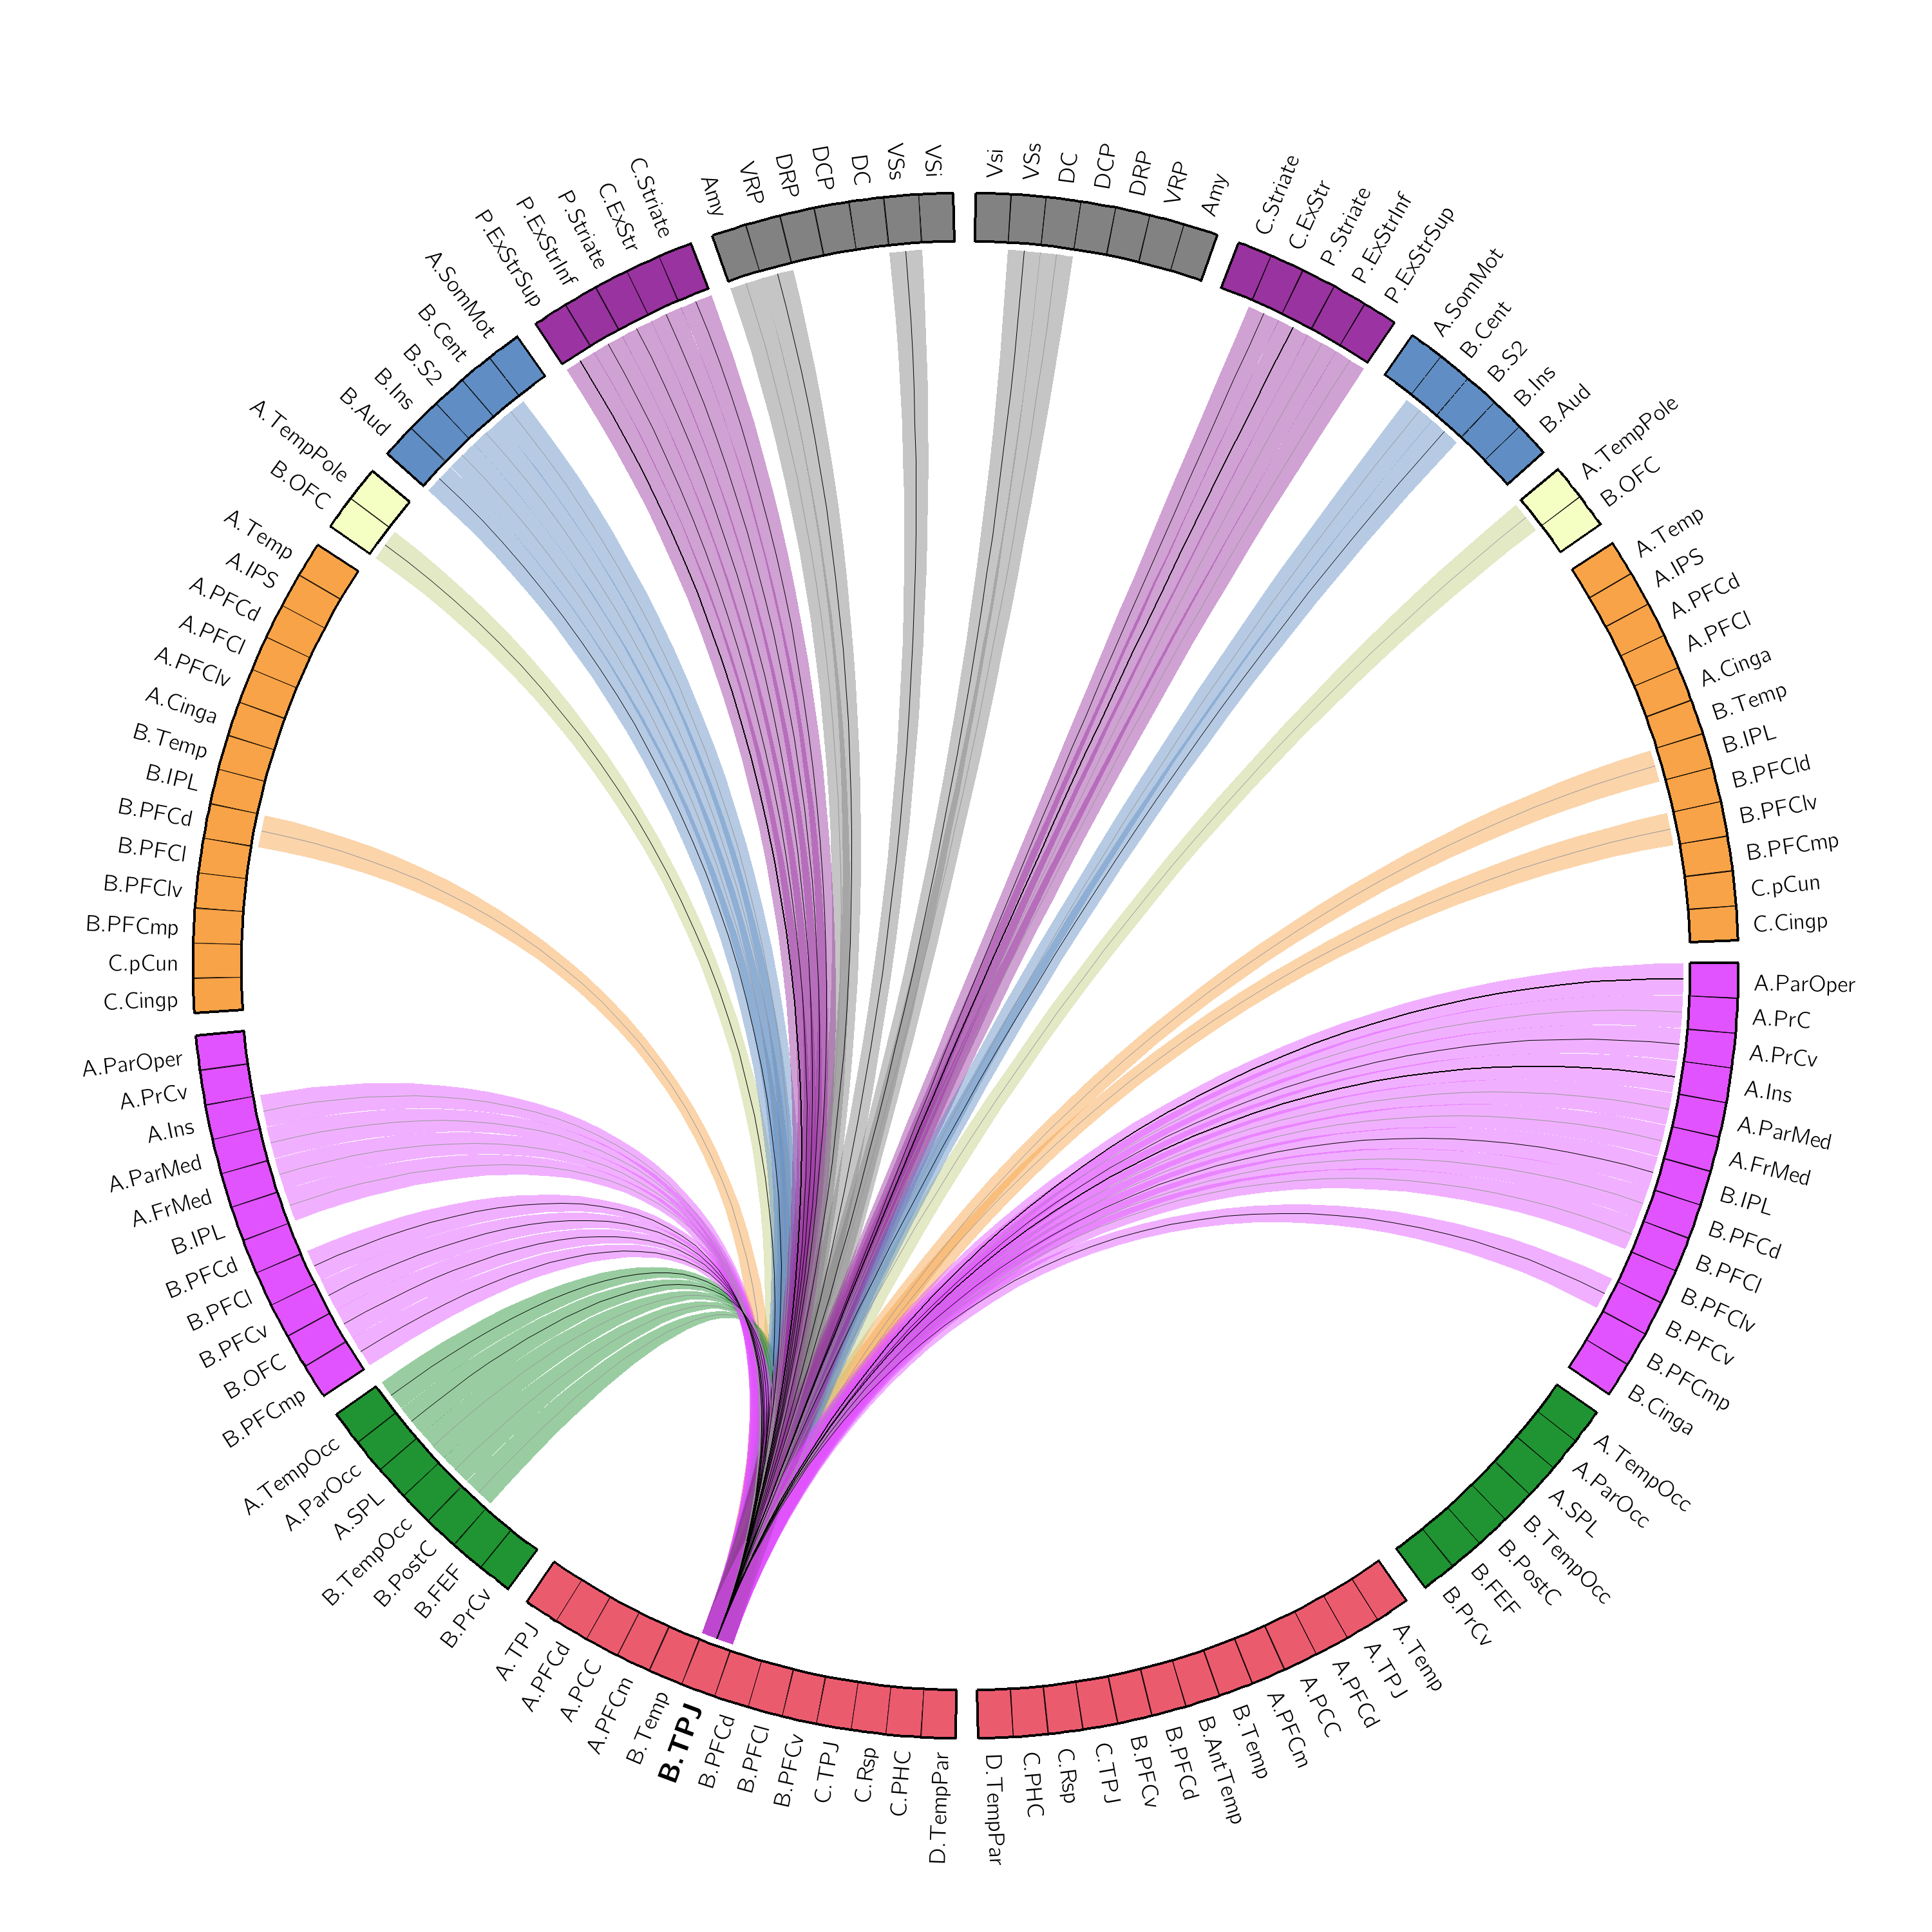 VSi
VSs
DC
DCP
DRP
VRP
Amy
C.Striate
C.ExStr
P.Striate
P.ExStrInf
P.ExStrSup
A.SomMot
B.Cent
B.S2
B.Ins
B.Aud
A.TempPole
B.OFC
A.Temp
A.IPS
A.PFCd
A.PFCl
A.PFClv
A.Cinga
B.Temp
B.IPL
B.PFCd
B.PFCl
B.PFClv
B.PFCmp
C.pCun
C.Cingp
A.ParOper
A.PrCv
A.Ins
A.ParMed
A.FrMed
B.IPL
B.PFCd
B.PFCl
B.PFCv
B.OFC
B.PFCmp
A.TempOcc
A.ParOcc
A.SPL
B.TempOcc
B.PostC
B.FEF
B.PrCv
A.TPJ
A.PFCd
A.PCC
A.PFCm
B.Temp
B.TPJ
B.PFCd
B.PFCl
B.PFCv
C.TPJ
C.Rsp
C.PHC
D.TempPar
Vsi
VSs
DC
DCP
DRP
VRP
Amy
C.Striate
C.ExStr
P.Striate
P.ExStrInf
P.ExStrSup
A.SomMot
B.Cent
B.S2
B.Ins
B.Aud
A.TempPole
B.OFC
A.Temp
A.IPS
A.PFCd
A.PFCl
A.Cinga
B.Temp
B.IPL
B.PFCld
B.PFClv
B.PFCmp
C.pCun
C.Cingp
A.ParOper
A.PrC
A.PrCv
A.Ins
A.ParMed
A.FrMed
B.IPL
B.PFCd
B.PFCl
B.PFClv
B.PFCv
B.PFCmp
B.Cinga
A.TempOcc
A.ParOcc
A.SPL
B.TempOcc
B.PostC
B.FEF
B.PrCv
A.Temp
A.TPJ
A.PFCd
A.PCC
A.PFCm
B.Temp
B.AntTemp
B.PFCd
B.PFCv
C.TPJ
C.Rsp
C.PHC
D.TempPar